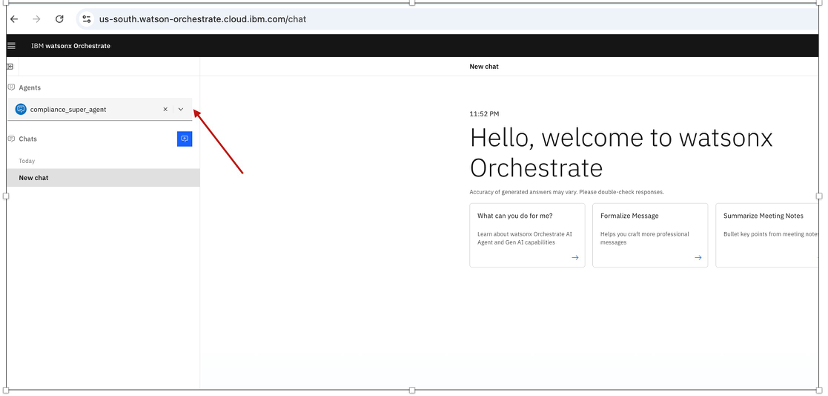 us-south.watson-orchestrate.cloud.ibm.com/chat
IBM watsonx Orchestrate
New chat
Agents
compliance_super_agent
Chats
Today
New chat
11:52 PM
Hello, welcome to watsonx
Orchestrate
Accuracy of generated answers may vary. Please double-check responses.
What can you do for me?
Learn about watsonx Orchestrate AI
Agent and Gen AI capabilities
Formalize Message
Helps you craft more professional
messages
Summarize Meeting Notes
Bullet key points from meeting note